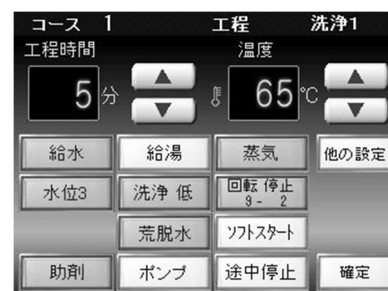 コース 1 工程 洗浄1
工程時間 温度
5 分 65 ℃
給水 給湯 蒸気 他の設定
水位3 洗浄 低 回転 停止
9- 2
荒脱水 ソフトスタート
助剤 ポンプ 途中停止 確定